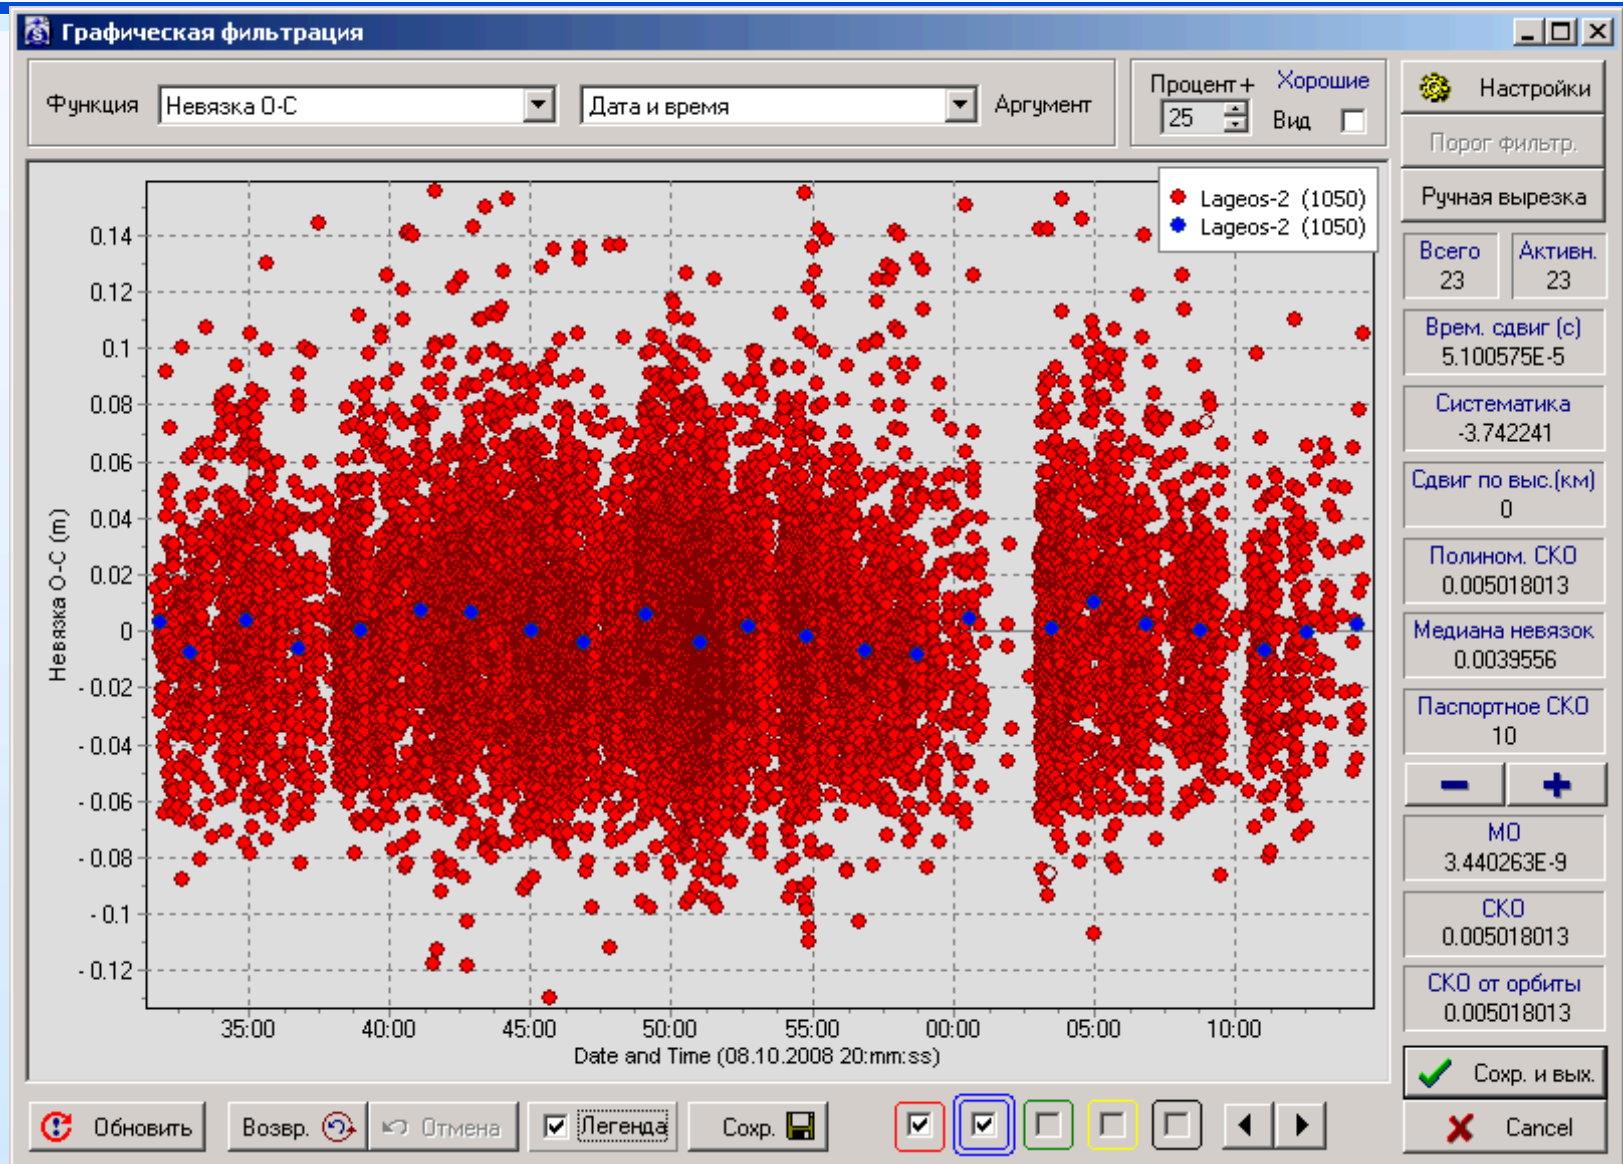 Графическая фильтрация
Функция Невязка О-С Дата и время Аргумент
Процент+ Хорошие
25 Вид
Настройки
Порог фильтр.
Ручная вырезка
Lageos-2 (1050)
Lageos-2 (1050)
Всего Активн.
23 23
Врем. сдвиг (с)
5.100575E-5
Систематика
-3.742241
Сдвиг по выс.(км)
0
Полином. СКО
0.005018013
Медиана невязок
0.0039556
Паспортное СКО
10
МО
3.440263E-9
СКО
0.005018013
СКО от орбиты
0.005018013
Невязка О-С (m)
0.14
0.12
0.1
0.08
0.06
0.04
0.02
0
- 0.02
- 0.04
- 0.06
- 0.08
- 0.1
- 0.12
35:00 40:00 45:00 50:00 55:00 00:00 05:00 10:00
Date and Time (08.10.2008 20:mm:ss)
Сохр. и вых.
Обновить Возвр. Отмена Легенда Сохр. Cancel